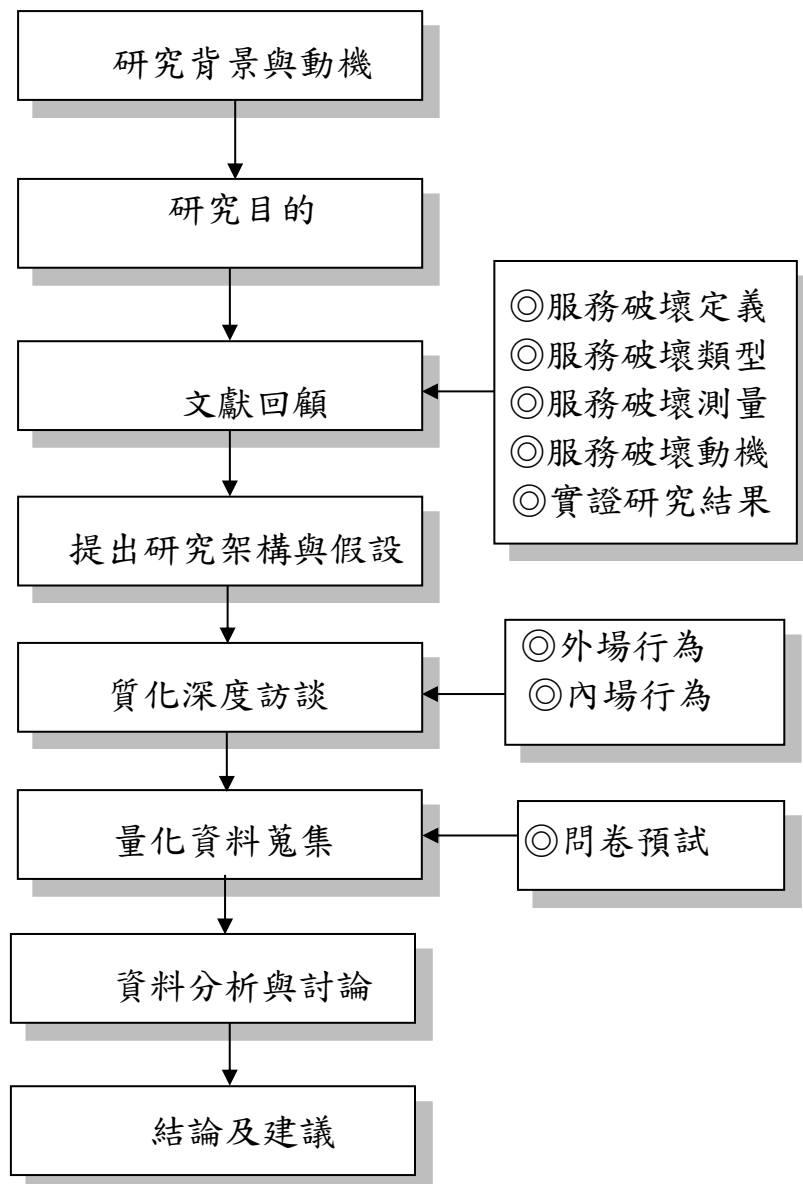 研究背景與動機
研究目的
文獻回顧
◎服務破壞定義
◎服務破壞類型
◎服務破壞測量
◎服務破壞動機
◎實證研究結果
提出研究架構與假設
質化深度訪談
◎外場行為
◎內場行為
量化資料蒐集
◎問卷預試
資料分析與討論
結論及建議